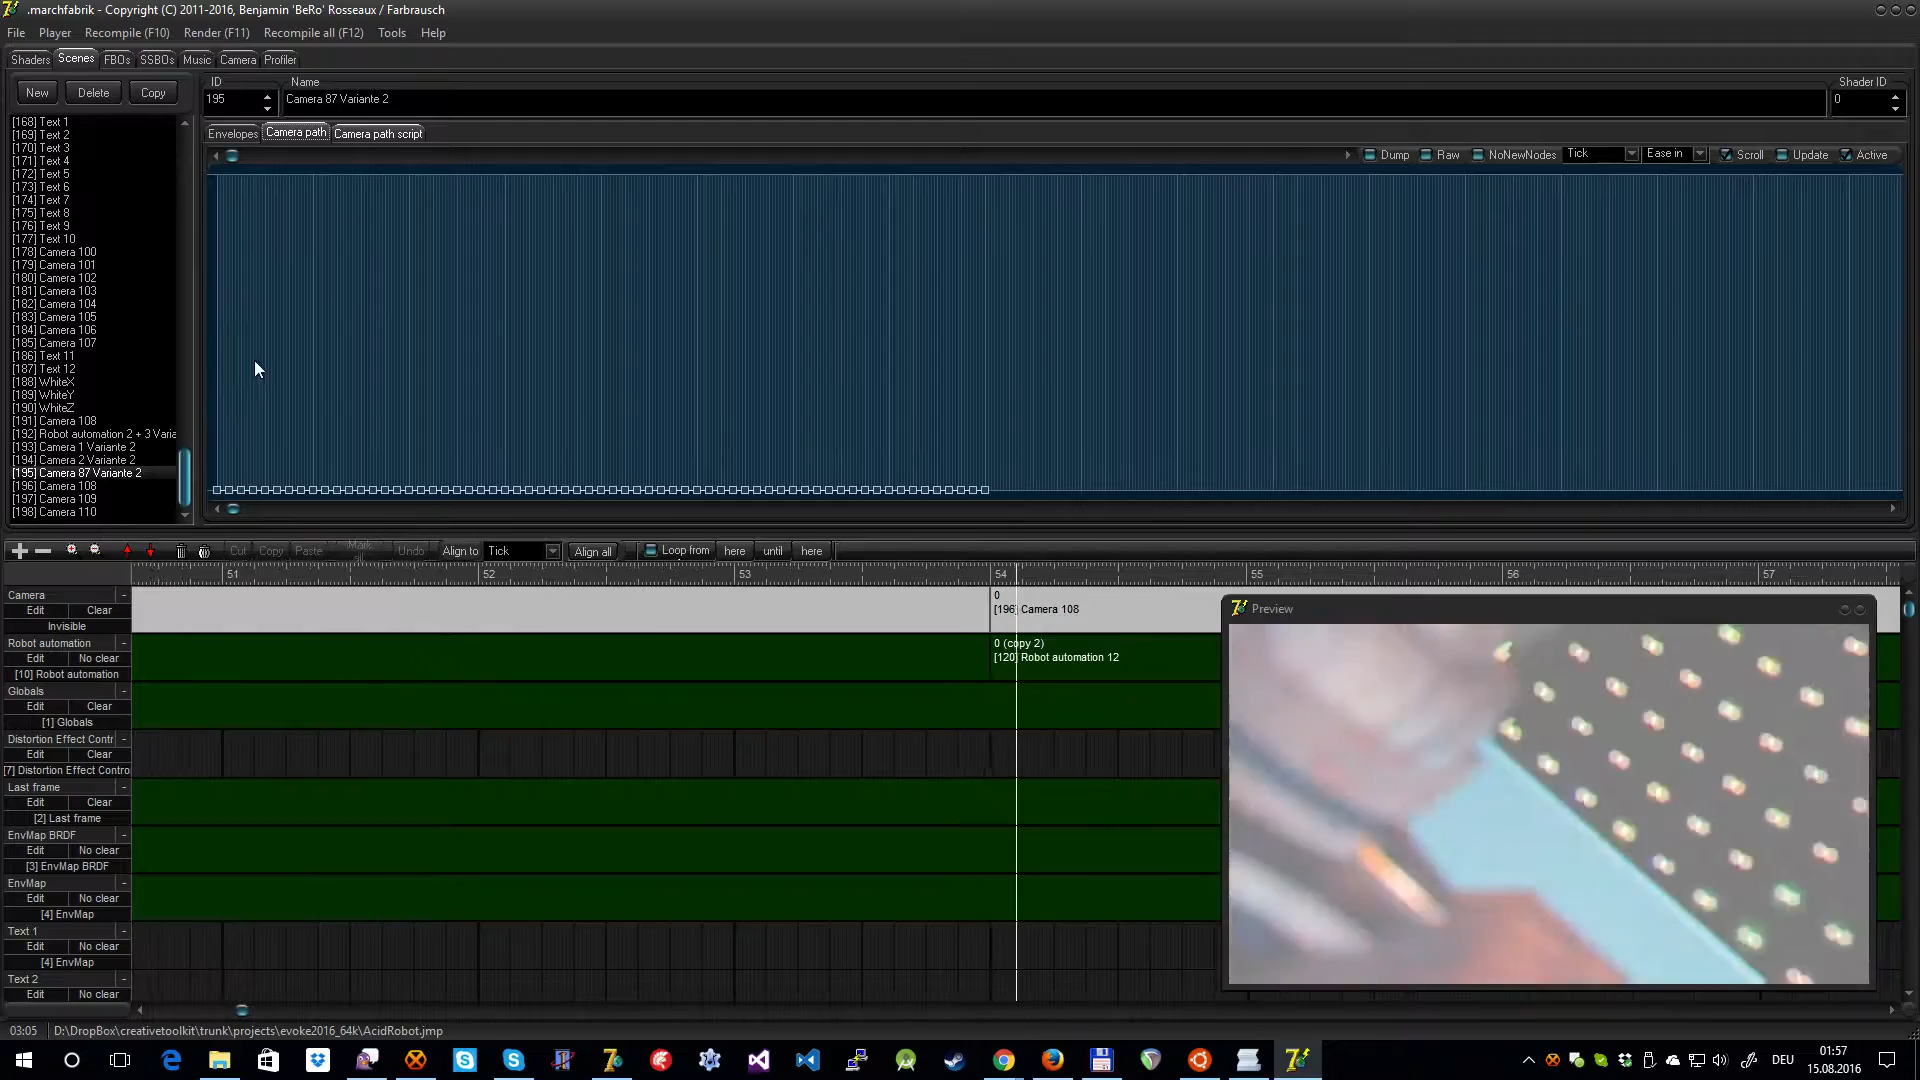 .marchfabrik - Copyright (C) 2011-2016, Benjamin 'BeRo' Rosseaux / Farbrausch
File Player Recompile (F10) Render (F11) Recompile all (F12) Tools Help
Shaders Scenes FBOs SSBOs Music Camera Profiler
ID Name Shader ID
New Delete Copy 195 Camera 87 Variante 2 0
Envelopes Camera path Camera path script
Dump Raw NoNewNodes Tick Ease in Scroll Update Active
[168] Text 1
[169] Text 2
[170] Text 3
[171] Text 4
[172] Text 5
[173] Text 6
[174] Text 7
[175] Text 8
[176] Text 9
[177] Text 10
[178] Camera 100
[179] Camera 101
[180] Camera 102
[181] Camera 103
[182] Camera 104
[183] Camera 105
[184] Camera 106
[185] Camera 107
[186] Text 11
[187] Text 12
[188] WhiteX
[189] WhiteY
[190] WhiteZ
[191] Camera 108
[192] Robot automation 2 + 3 Varia
[193] Camera 1 Variante 2
[194] Camera 2 Variante 2
[195] Camera 87 Variante 2
[196] Camera 108
[197] Camera 109
[198] Camera 110
Cut Copy Paste Mark all Undo Align to Tick Align all Loop from here until here
51 52 53 54 55 56 57
Camera -
Edit Clear
Invisible
0
[196] Camera 108
Robot automation -
Edit No clear
[10] Robot automation
0 (copy 2)
[120] Robot automation 12
Globals -
Edit Clear
[1] Globals
Distortion Effect Contr -
Edit Clear
[7] Distortion Effect Contro
Last frame -
Edit Clear
[2] Last frame
EnvMap BRDF -
Edit No clear
[3] EnvMap BRDF
EnvMap -
Edit No clear
[4] EnvMap
Text 1 -
Edit No clear
[4] EnvMap
Text 2 -
Edit No clear
Preview
03:05 D:\DropBox\creativetoolkit\trunk\projects\evoke2016_64k\AcidRobot.jmp
DEU
01:57
15.08.2016